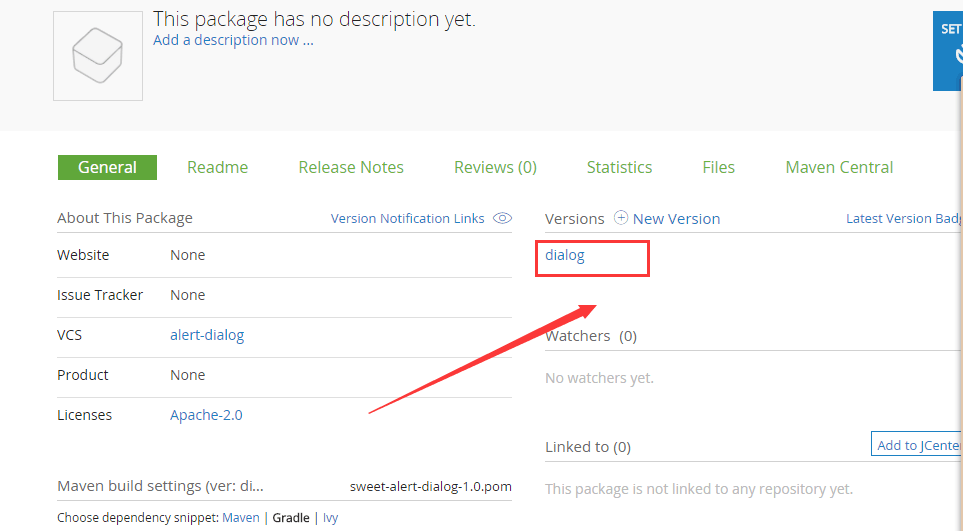 This package has no description yet.
Add a description now ...
SET
General Readme Release Notes Reviews (0) Statistics Files Maven Central
About This Package Version Notification Links
Website None
Issue Tracker None
VCS alert-dialog
Product None
Licenses Apache-2.0
Maven build settings (ver: di... sweet-alert-dialog-1.0.pom
Choose dependency snippet: Maven | Gradle | Ivy
Versions New Version Latest Version Badg
dialog
Watchers (0)
No watchers yet.
Linked to (0) Add to JCente
This package is not linked to any repository yet.